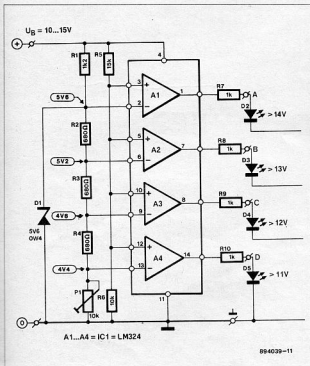 UB = 10...15V
R1
1k2
R5
15k
4
5V6
3
2
A1
1
R7
1k
A
D2
>14V
R2
680Ω
5V2
5
6
A2
7
R8
1k
B
D3
>13V
R3
680Ω
D1
5V6
0W4
4V8
10
9
A3
8
R9
1k
C
D4
>12V
R4
680Ω
4V4
12
13
A4
14
R10
1k
D
D5
>11V
P1
10k
R6
10k
11
0
A1...A4 = IC1 = LM324
894039-11